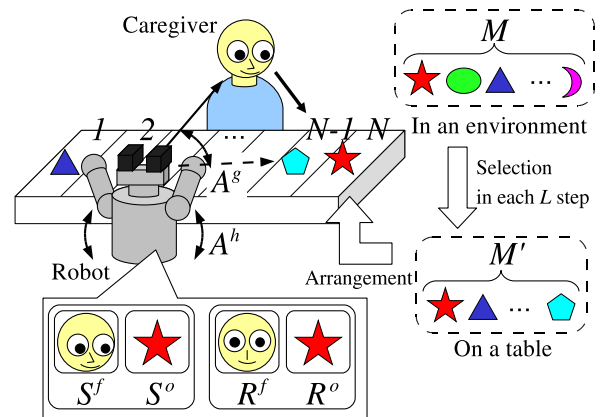 Caregiver
M
...
In an environment
1 2 ... N-1 N
A^g
Selection
in each L step
A^h
Robot
Arrangement
M'
...
On a table
S^f S^o R^f R^o